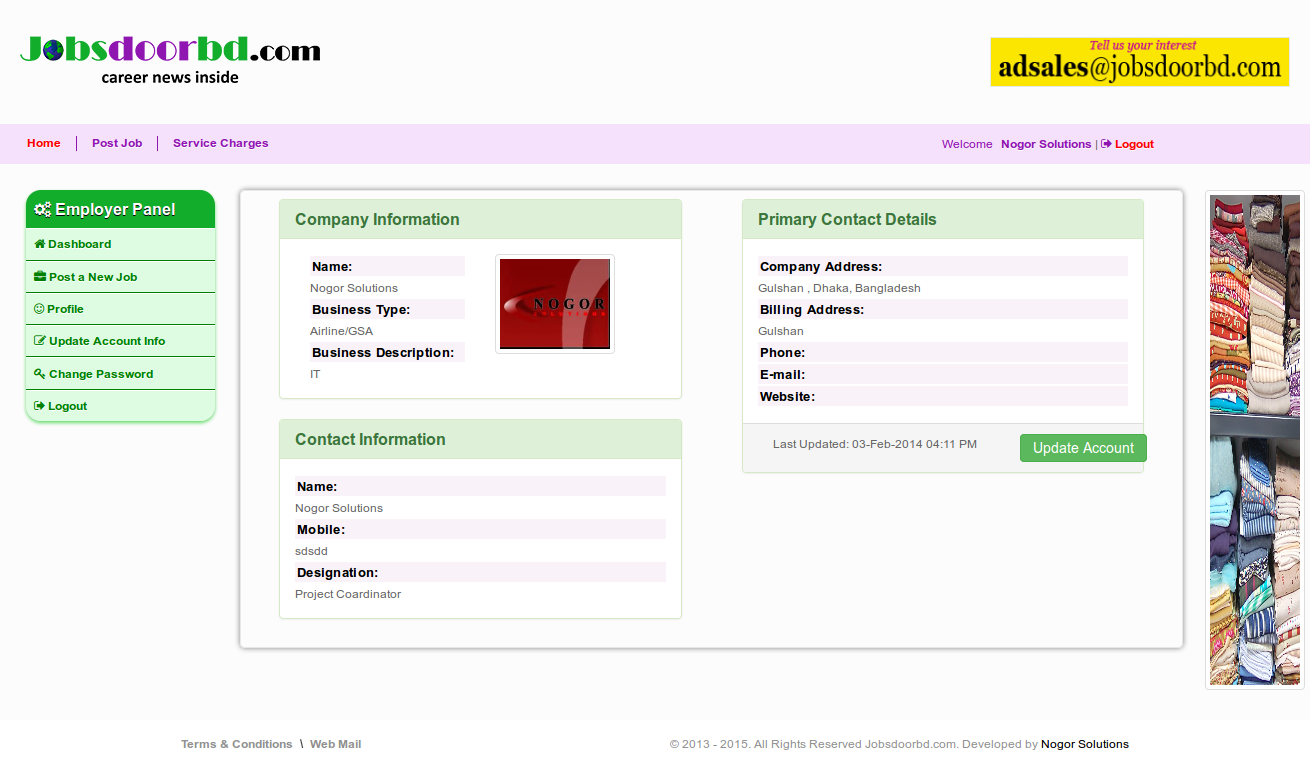 Jobsdoorbd.com
career news inside
Tell us your interest
adsales@jobsdoorbd.com
Home
Post Job
Service Charges
Welcome Nogor Solutions | Logout
Employer Panel
Dashboard
Post a New Job
Profile
Update Account Info
Change Password
Logout
Company Information
Name:
Nogor Solutions
Business Type:
Airline/GSA
Business Description:
IT
NOGOR
SOLUTIONS
Contact Information
Name:
Nogor Solutions
Mobile:
sdsdd
Designation:
Project Coardinator
Primary Contact Details
Company Address:
Gulshan , Dhaka, Bangladesh
Billing Address:
Gulshan
Phone:
E-mail:
Website:
Last Updated: 03-Feb-2014 04:11 PM
Update Account
Terms & Conditions \ Web Mail
© 2013 - 2015. All Rights Reserved Jobsdoorbd.com. Developed by Nogor Solutions